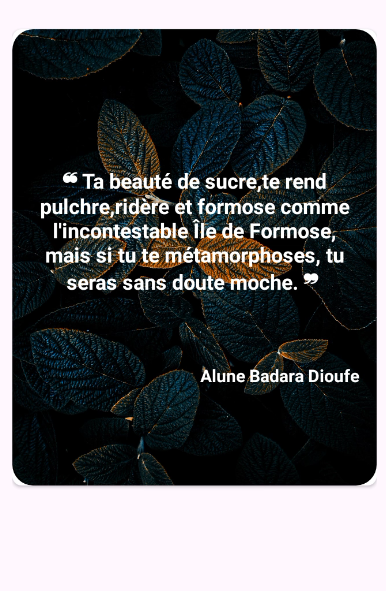 ❝ Ta beauté de sucre,te rend
pulchre,ridère et formose comme
l'incontestable Île de Formose,
mais si tu te métamorphoses, tu
seras sans doute moche. ❞
Alune Badara Dioufe